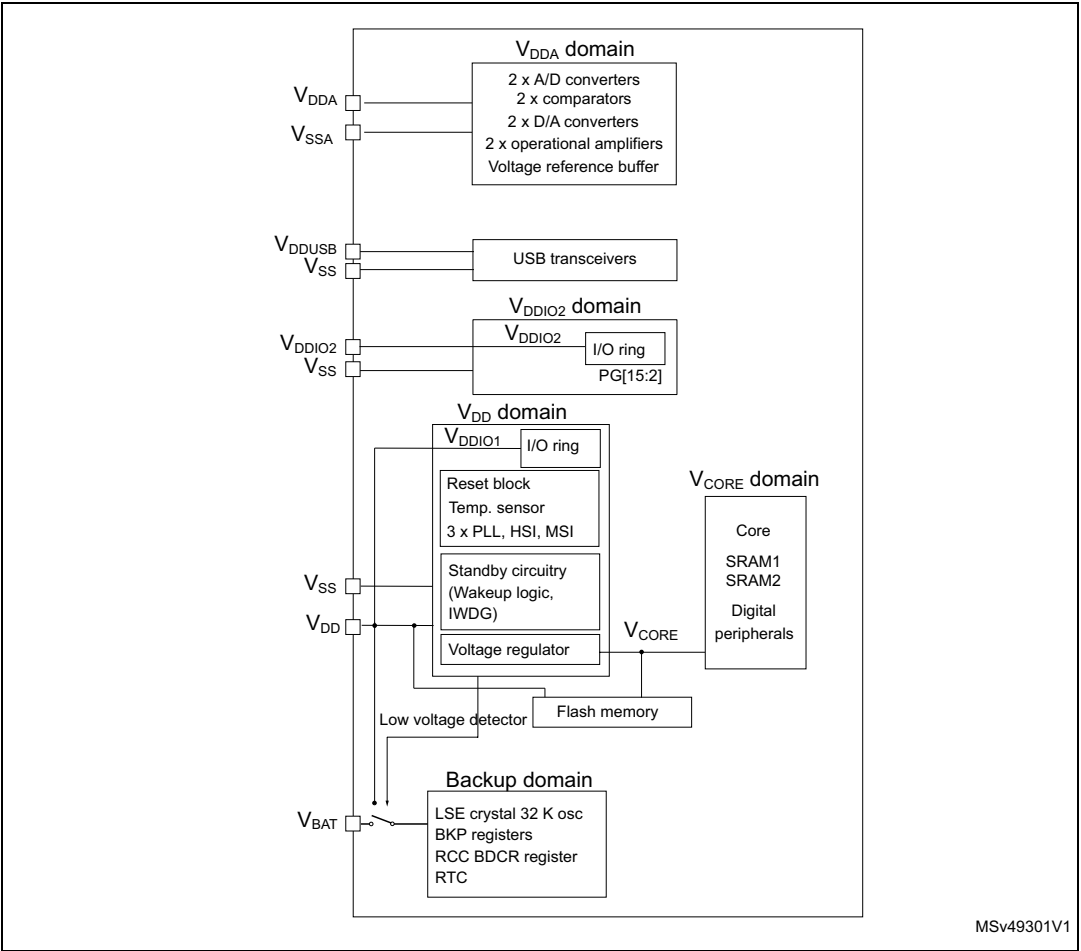 VDDA domain
2 x A/D converters
2 x comparators
2 x D/A converters
2 x operational amplifiers
Voltage reference buffer
VDDA
VSSA
VDDUSB
VSS
USB transceivers
VDDIO2 domain
VDDIO2
VDDIO2
VSS
I/O ring
PG[15:2]
VDD domain
VDDIO1
I/O ring
Reset block
Temp. sensor
3 x PLL, HSI, MSI
VSS
VDD
Standby circuitry
(Wakeup logic,
IWDG)
Voltage regulator
VCORE
VCORE domain
Core
SRAM1
SRAM2
Digital
peripherals
Flash memory
Low voltage detector
Backup domain
VBAT
LSE crystal 32 K osc
BKP registers
RCC BDCR register
RTC
MSv49301V1